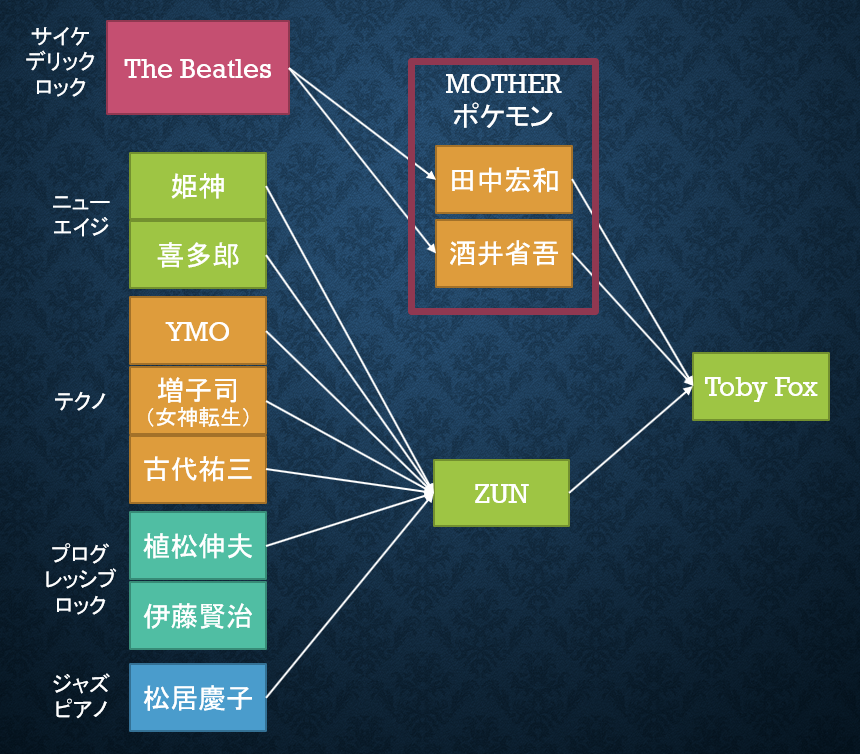 サイケ
デリック
ロック
The Beatles
MOTHER
ポケモン
田中宏和
酒井省吾
ニュー
エイジ
姫神
喜多郎
テクノ
YMO
増子司
（女神転生）
古代祐三
Toby Fox
ZUN
プログ
レッシブ
ロック
植松伸夫
伊藤賢治
ジャズ
ピアノ
松居慶子